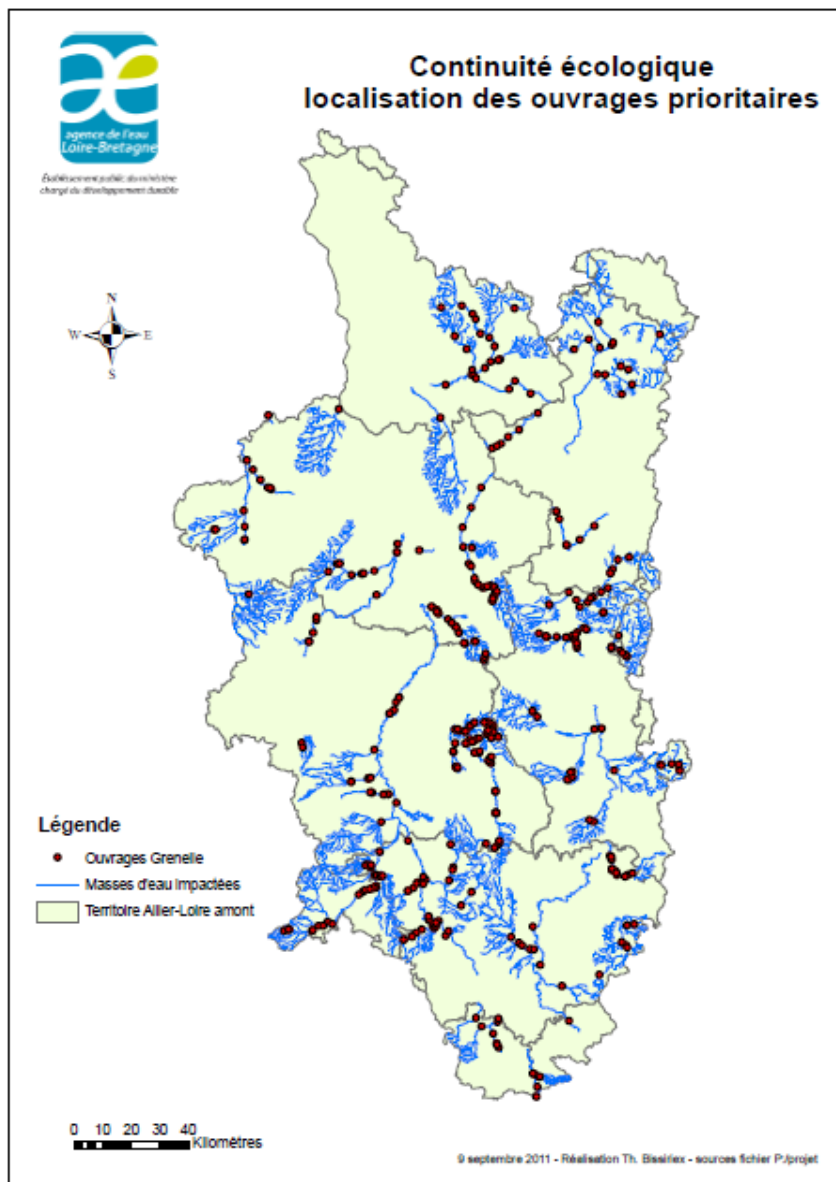 Continuité écologique
localisation des ouvrages prioritaires
agence de l'eau
Loire-Bretagne
Établissement public du ministère
chargé du développement durable
N
W E
S
Légende
Ouvrages Grenelle
Masses d'eau impactées
Territoire Allier-Loire amont
0 10 20 30 40
Kilomètres
9 septembre 2011 - Réalisation Th. Bissirlex - sources fichier P:/projet